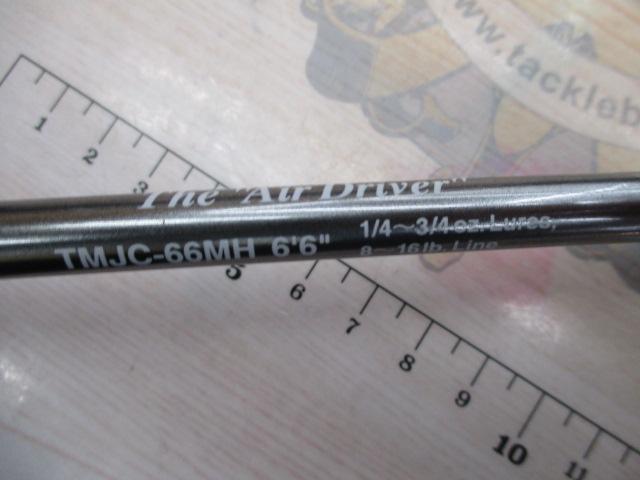 www.tackleb
The "Air Driver"
TMJC-66MH 6'6"
1/4~3/4oz. Lures,
8~16lb. Line
1 2 3 5 6 7 8 9 10 11